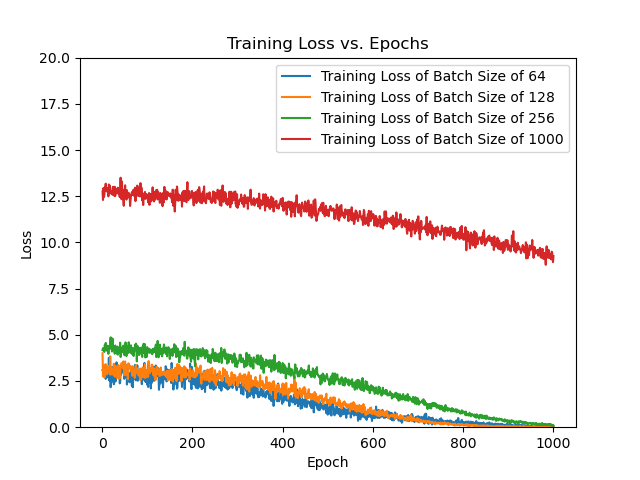 Training Loss vs. Epochs
20.0
17.5
15.0
12.5
10.0
7.5
5.0
2.5
0.0
Loss
Training Loss of Batch Size of 64
Training Loss of Batch Size of 128
Training Loss of Batch Size of 256
Training Loss of Batch Size of 1000
0 200 400 600 800 1000
Epoch